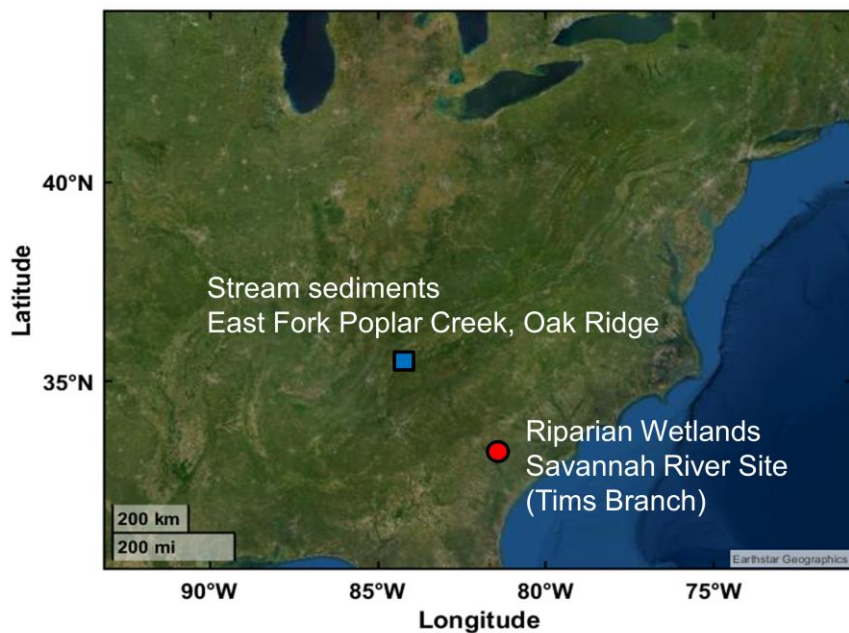 40°N
Latitude
Stream sediments
East Fork Poplar Creek, Oak Ridge
35°N
Riparian Wetlands
Savannah River Site
(Tims Branch)
200 km
200 mi
Earthstar Geographics
90°W
85°W
80°W
75°W
Longitude